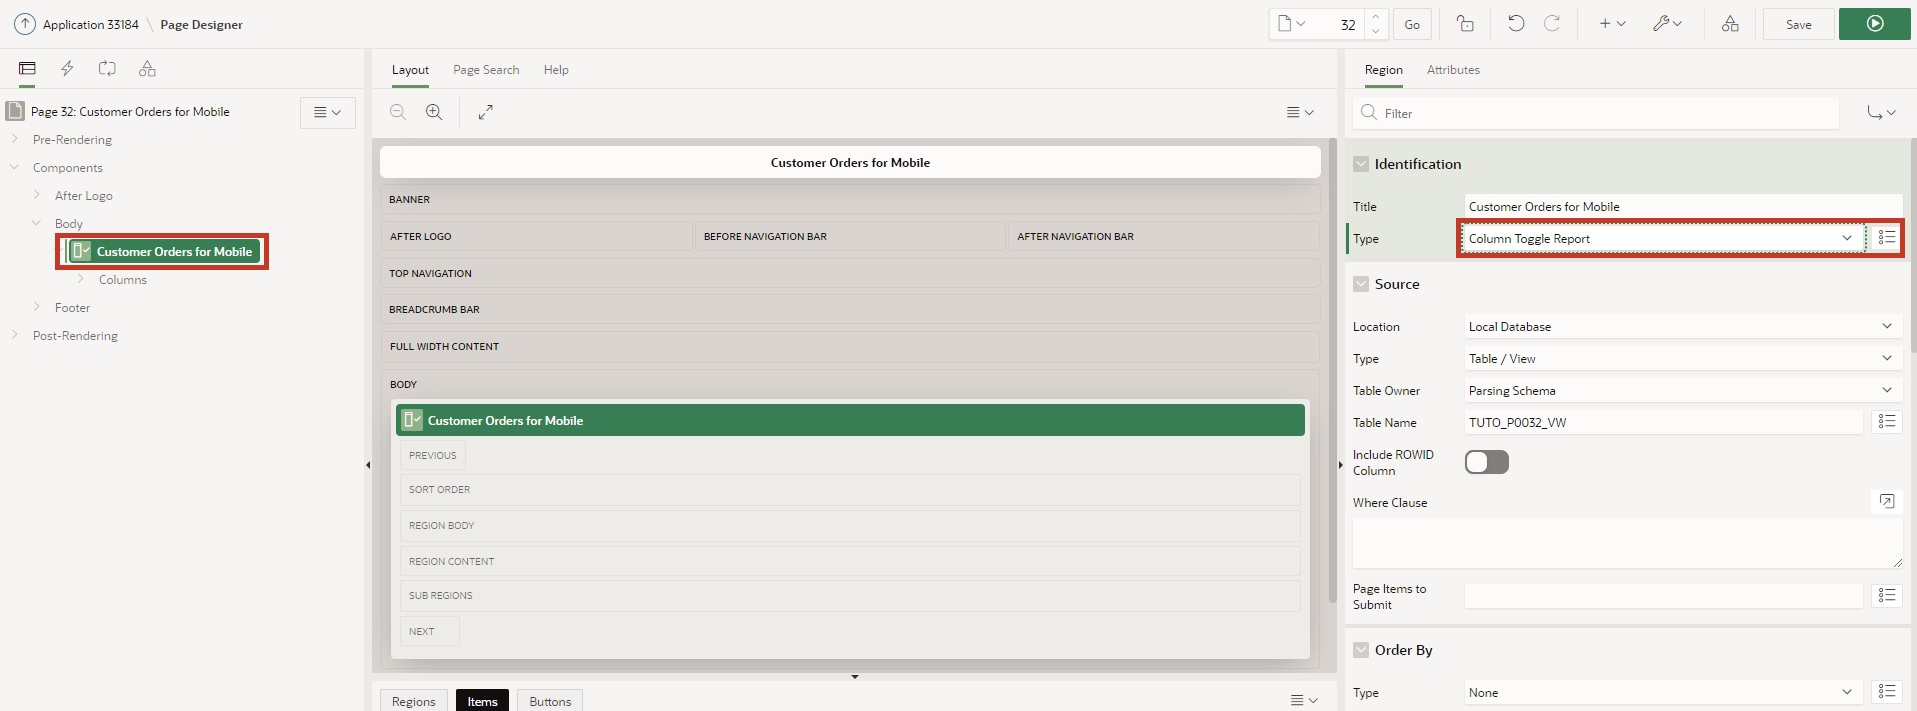 Application 33184 \ Page Designer
32
Go
Save
Page 32: Customer Orders for Mobile
Pre-Rendering
Components
After Logo
Body
Customer Orders for Mobile
Columns
Footer
Post-Rendering
Layout Page Search Help
Customer Orders for Mobile
BANNER
AFTER LOGO BEFORE NAVIGATION BAR AFTER NAVIGATION BAR
TOP NAVIGATION
BREADCRUMB BAR
FULL WIDTH CONTENT
BODY
Customer Orders for Mobile
PREVIOUS
SORT ORDER
REGION BODY
REGION CONTENT
SUB REGIONS
NEXT
Regions Items Buttons
Region Attributes
Filter
Identification
Title Customer Orders for Mobile
Type Column Toggle Report
Source
Location Local Database
Type Table / View
Table Owner Parsing Schema
Table Name TUTO_P0032_VW
Include ROWID
Column
Where Clause
Page Items to
Submit
Order By
Type None